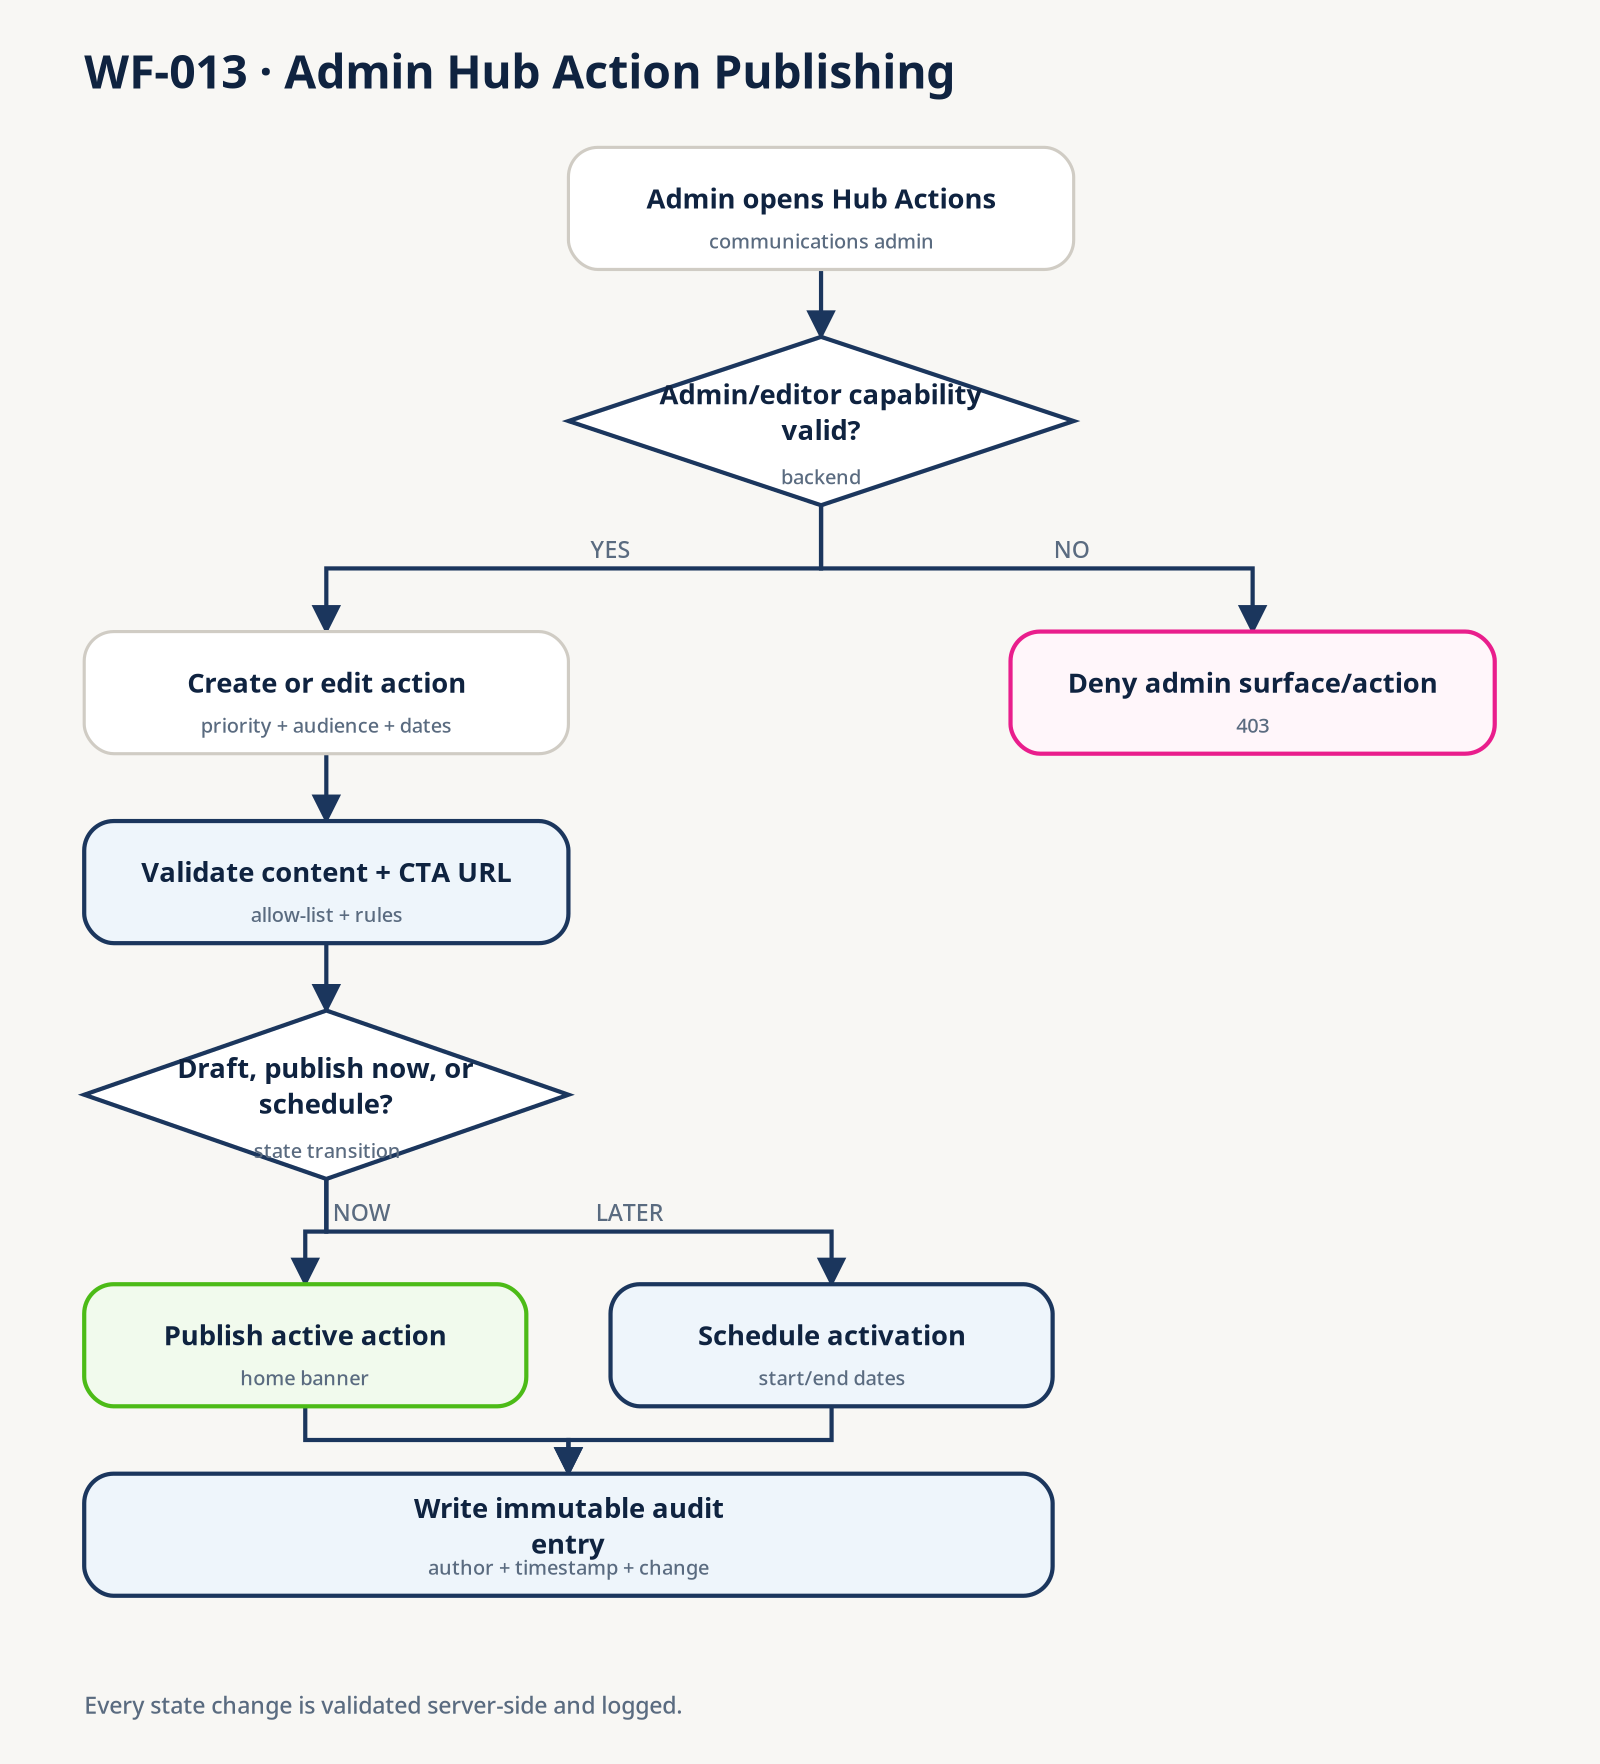 WF-013 · Admin Hub Action Publishing
Admin opens Hub Actions
communications admin
Admin/editor capability
valid?
backend
YES
NO
Create or edit action
priority + audience + dates
Deny admin surface/action
403
Validate content + CTA URL
allow-list + rules
Draft, publish now, or
schedule?
state transition
NOW
LATER
Publish active action
home banner
Schedule activation
start/end dates
Write immutable audit
entry
author + timestamp + change
Every state change is validated server-side and logged.